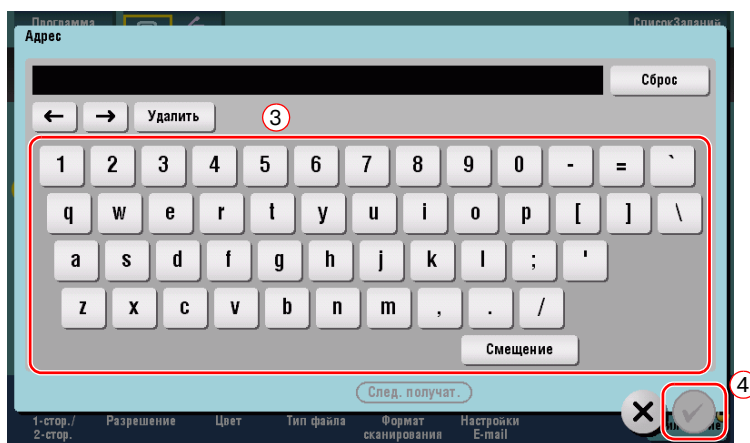 Программа
СписокЗаданий
Адрес
Сброс
← → Удалить
3
1 2 3 4 5 6 7 8 9 0 - = `
q w e r t y u i o p [ ] \
a s d f g h j k l ; '
z x c v b n m , . /
Смещение
След. получат.
4
1-стор./
2-стор.
Разрешение
Цвет
Тип файла
Формат
сканирования
Настройки
E-mail